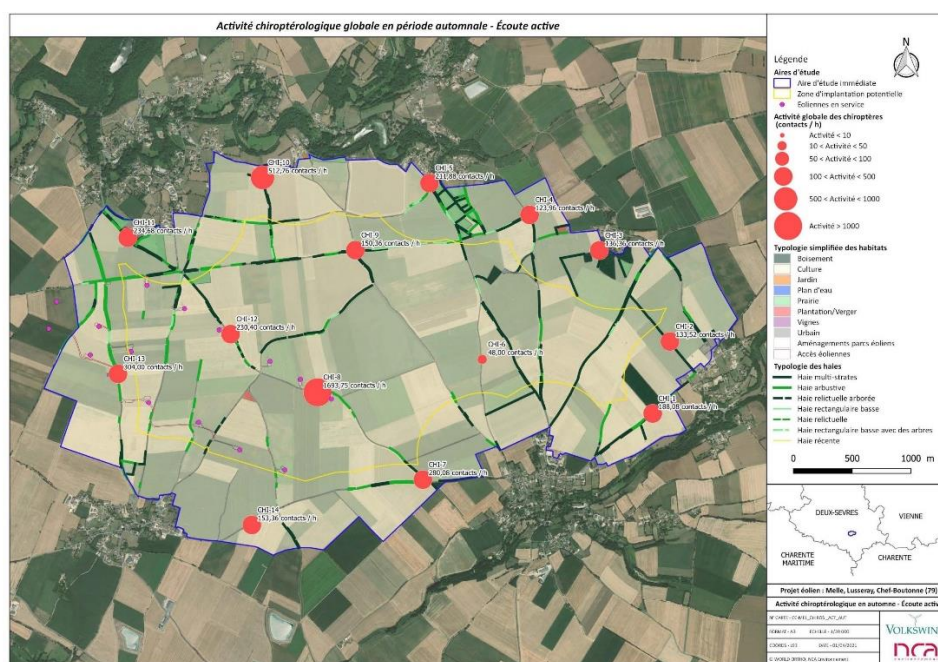 Activité chiroptérologique globale en période automnale - Écoute active
CHI-10
512,76 contacts / h
CHI-5
211,88 contacts / h
CHI-4
123,96 contacts / h
CHI-11
234,68 contacts / h
CHI-9
150,36 contacts / h
CHI-3
136,36 contacts / h
CHI-12
230,40 contacts / h
CHI-2
133,52 contacts / h
CHI-6
48,00 contacts / h
CHI-13
304,00 contacts / h
CHI-8
1693,75 contacts / h
CHI-1
188,08 contacts / h
CHI-7
280,08 contacts / h
CHI-14
153,36 contacts / h
N
Légende
Aires d'étude
Aire d'étude immédiate
Zone d'implantation potentielle
Éoliennes en service
Activité globale des chiroptères
(contacts / h)
Activité < 10
10 < Activité < 50
50 < Activité < 100
100 < Activité < 500
500 < Activité < 1000
Activité > 1000
Typologie simplifiée des habitats
Boisement
Culture
Jardin
Plan d'eau
Prairie
Plantation/Verger
Vignes
Urbain
Aménagements parcs éoliens
Accès éoliennes
Typologie des haies
Haie multi-strates
Haie arbustive
Haie relictuelle arborée
Haie rectangulaire basse
Haie relictuelle
Haie rectangulaire basse avec des arbres
Haie récente
0 500 1000 m
DEUX-SEVRES
VIENNE
CHARENTE
MARITIME
CHARENTE
Projet éolien : Melle, Lusseray, Chef-Boutonne (79)
Activité chiroptérologique en automne - Écoute active
VOLKSWIN
nca